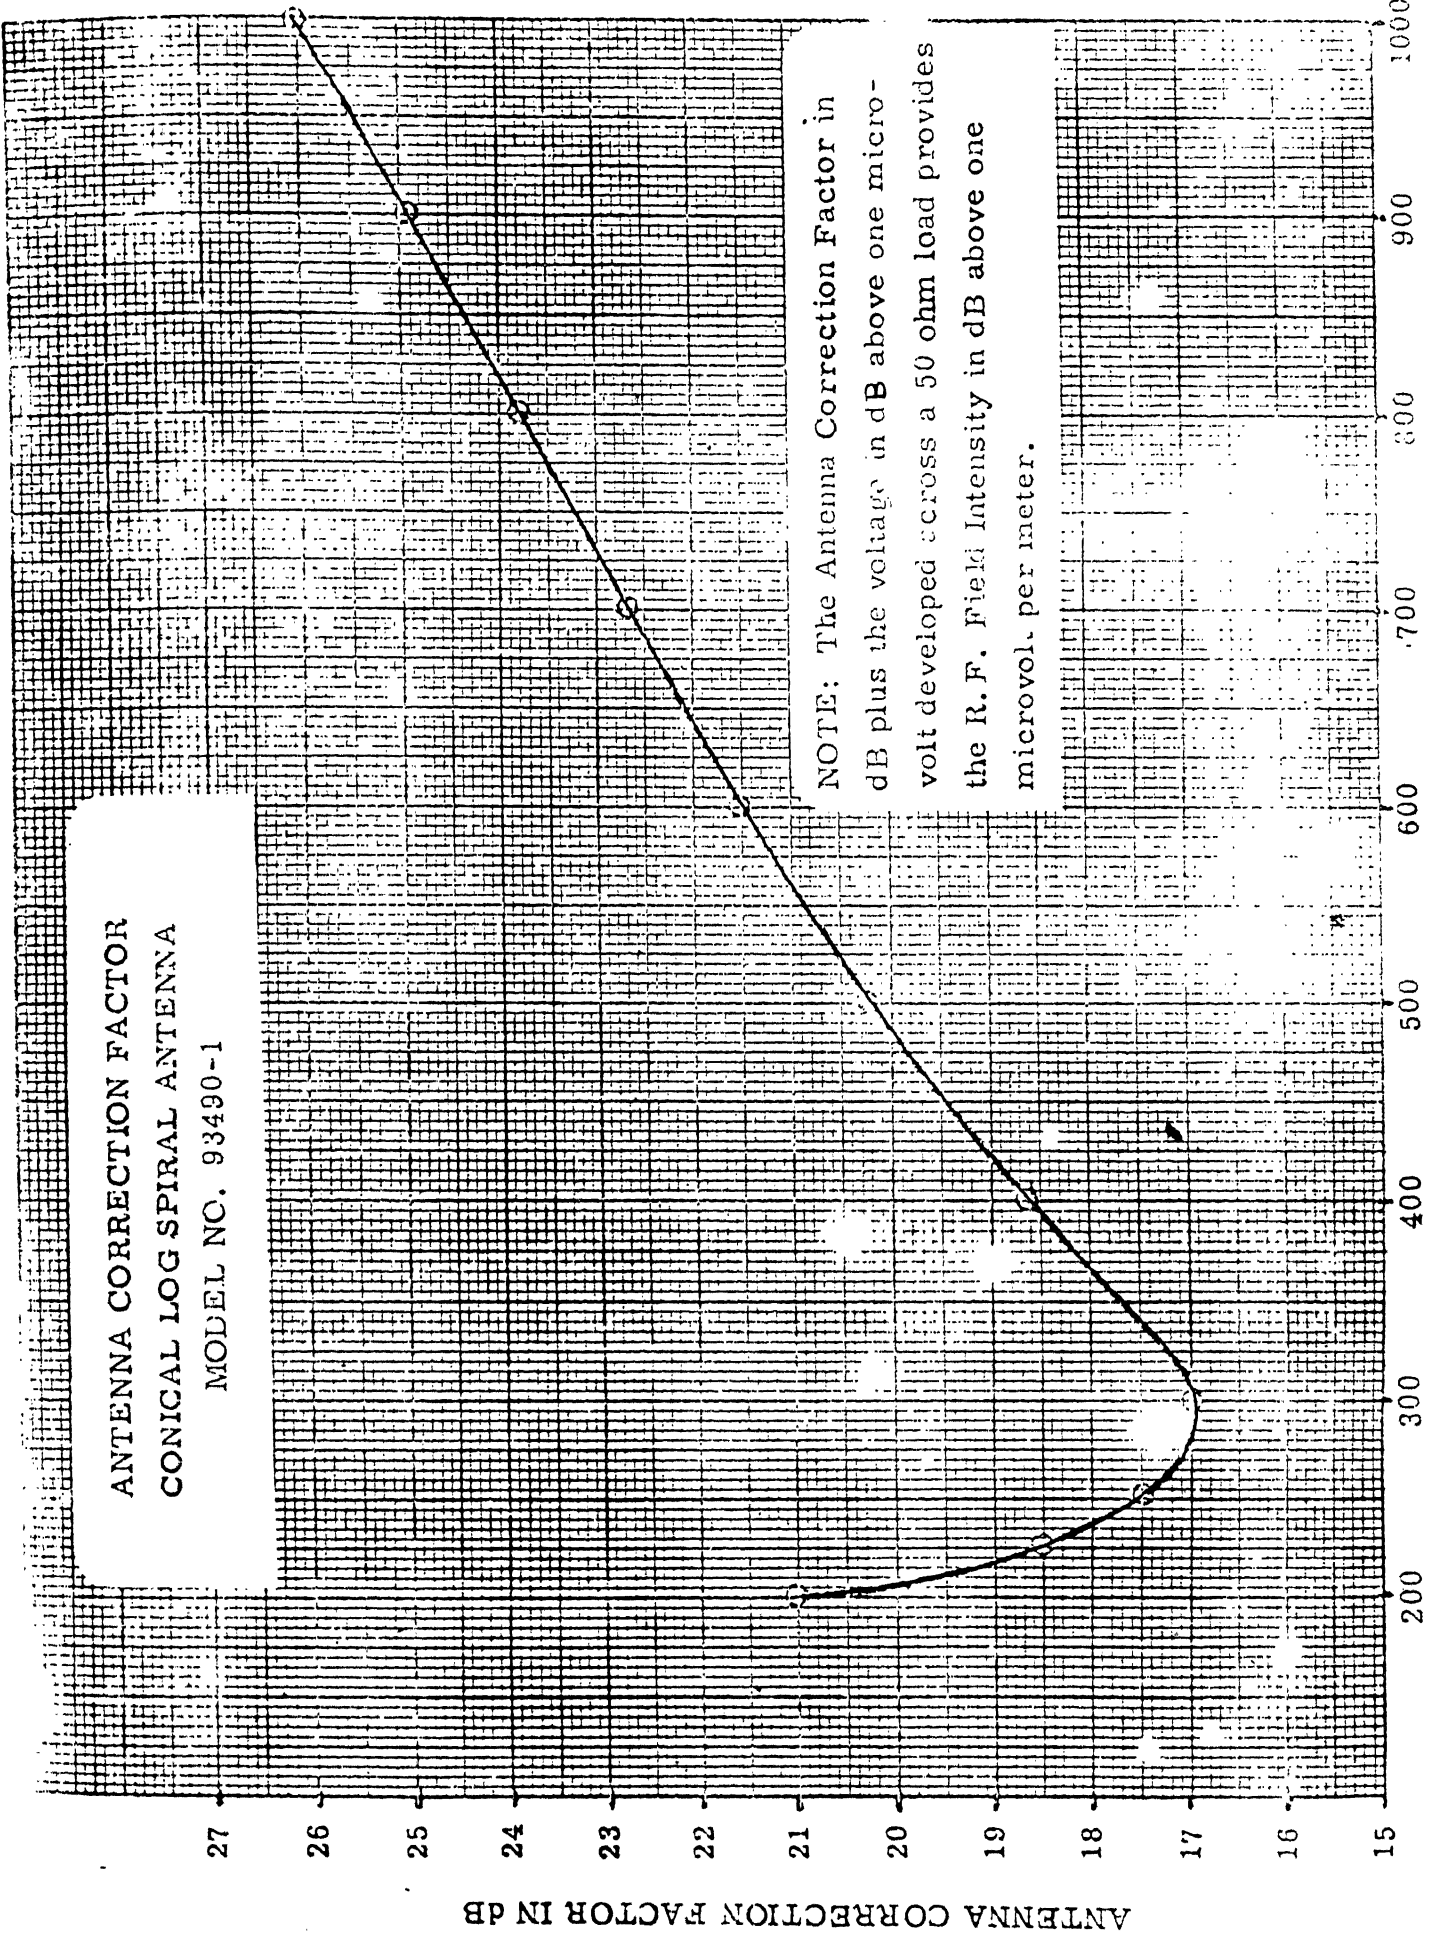 ANTENNA CORRECTION FACTOR
CONICAL LOG SPIRAL ANTENNA
MODEL NO. 93490-1
NOTE: The Antenna Correction Factor in
dB plus the voltage in dB above one micro-
volt developed across a 50 ohm load provides
the R.F. Field Intensity in dB above one
microvolt per meter.
ANTENNA CORRECTION FACTOR IN dB
27
26
25
24
23
22
21
20
19
18
17
16
15
200
300
400
500
600
700
800
900
1000